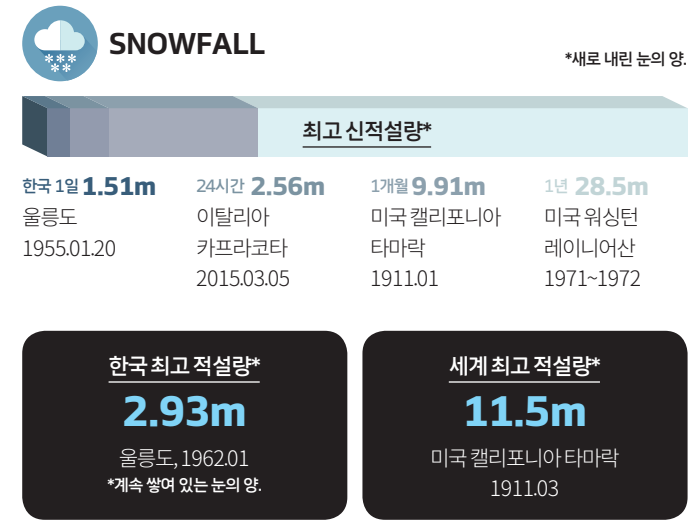 SNOWFALL
*새로 내린 눈의 양.
최고 신적설량*
한국 1일 1.51m
울릉도
1955.01.20
24시간 2.56m
이탈리아
카프라코타
2015.03.05
1개월 9.91m
미국 캘리포니아
타마락
1911.01
1년 28.5m
미국 워싱턴
레이니어산
1971~1972
한국 최고 적설량*
2.93m
울릉도, 1962.01
*계속 쌓여 있는 눈의 양.
세계 최고 적설량*
11.5m
미국 캘리포니아 타마락
1911.03